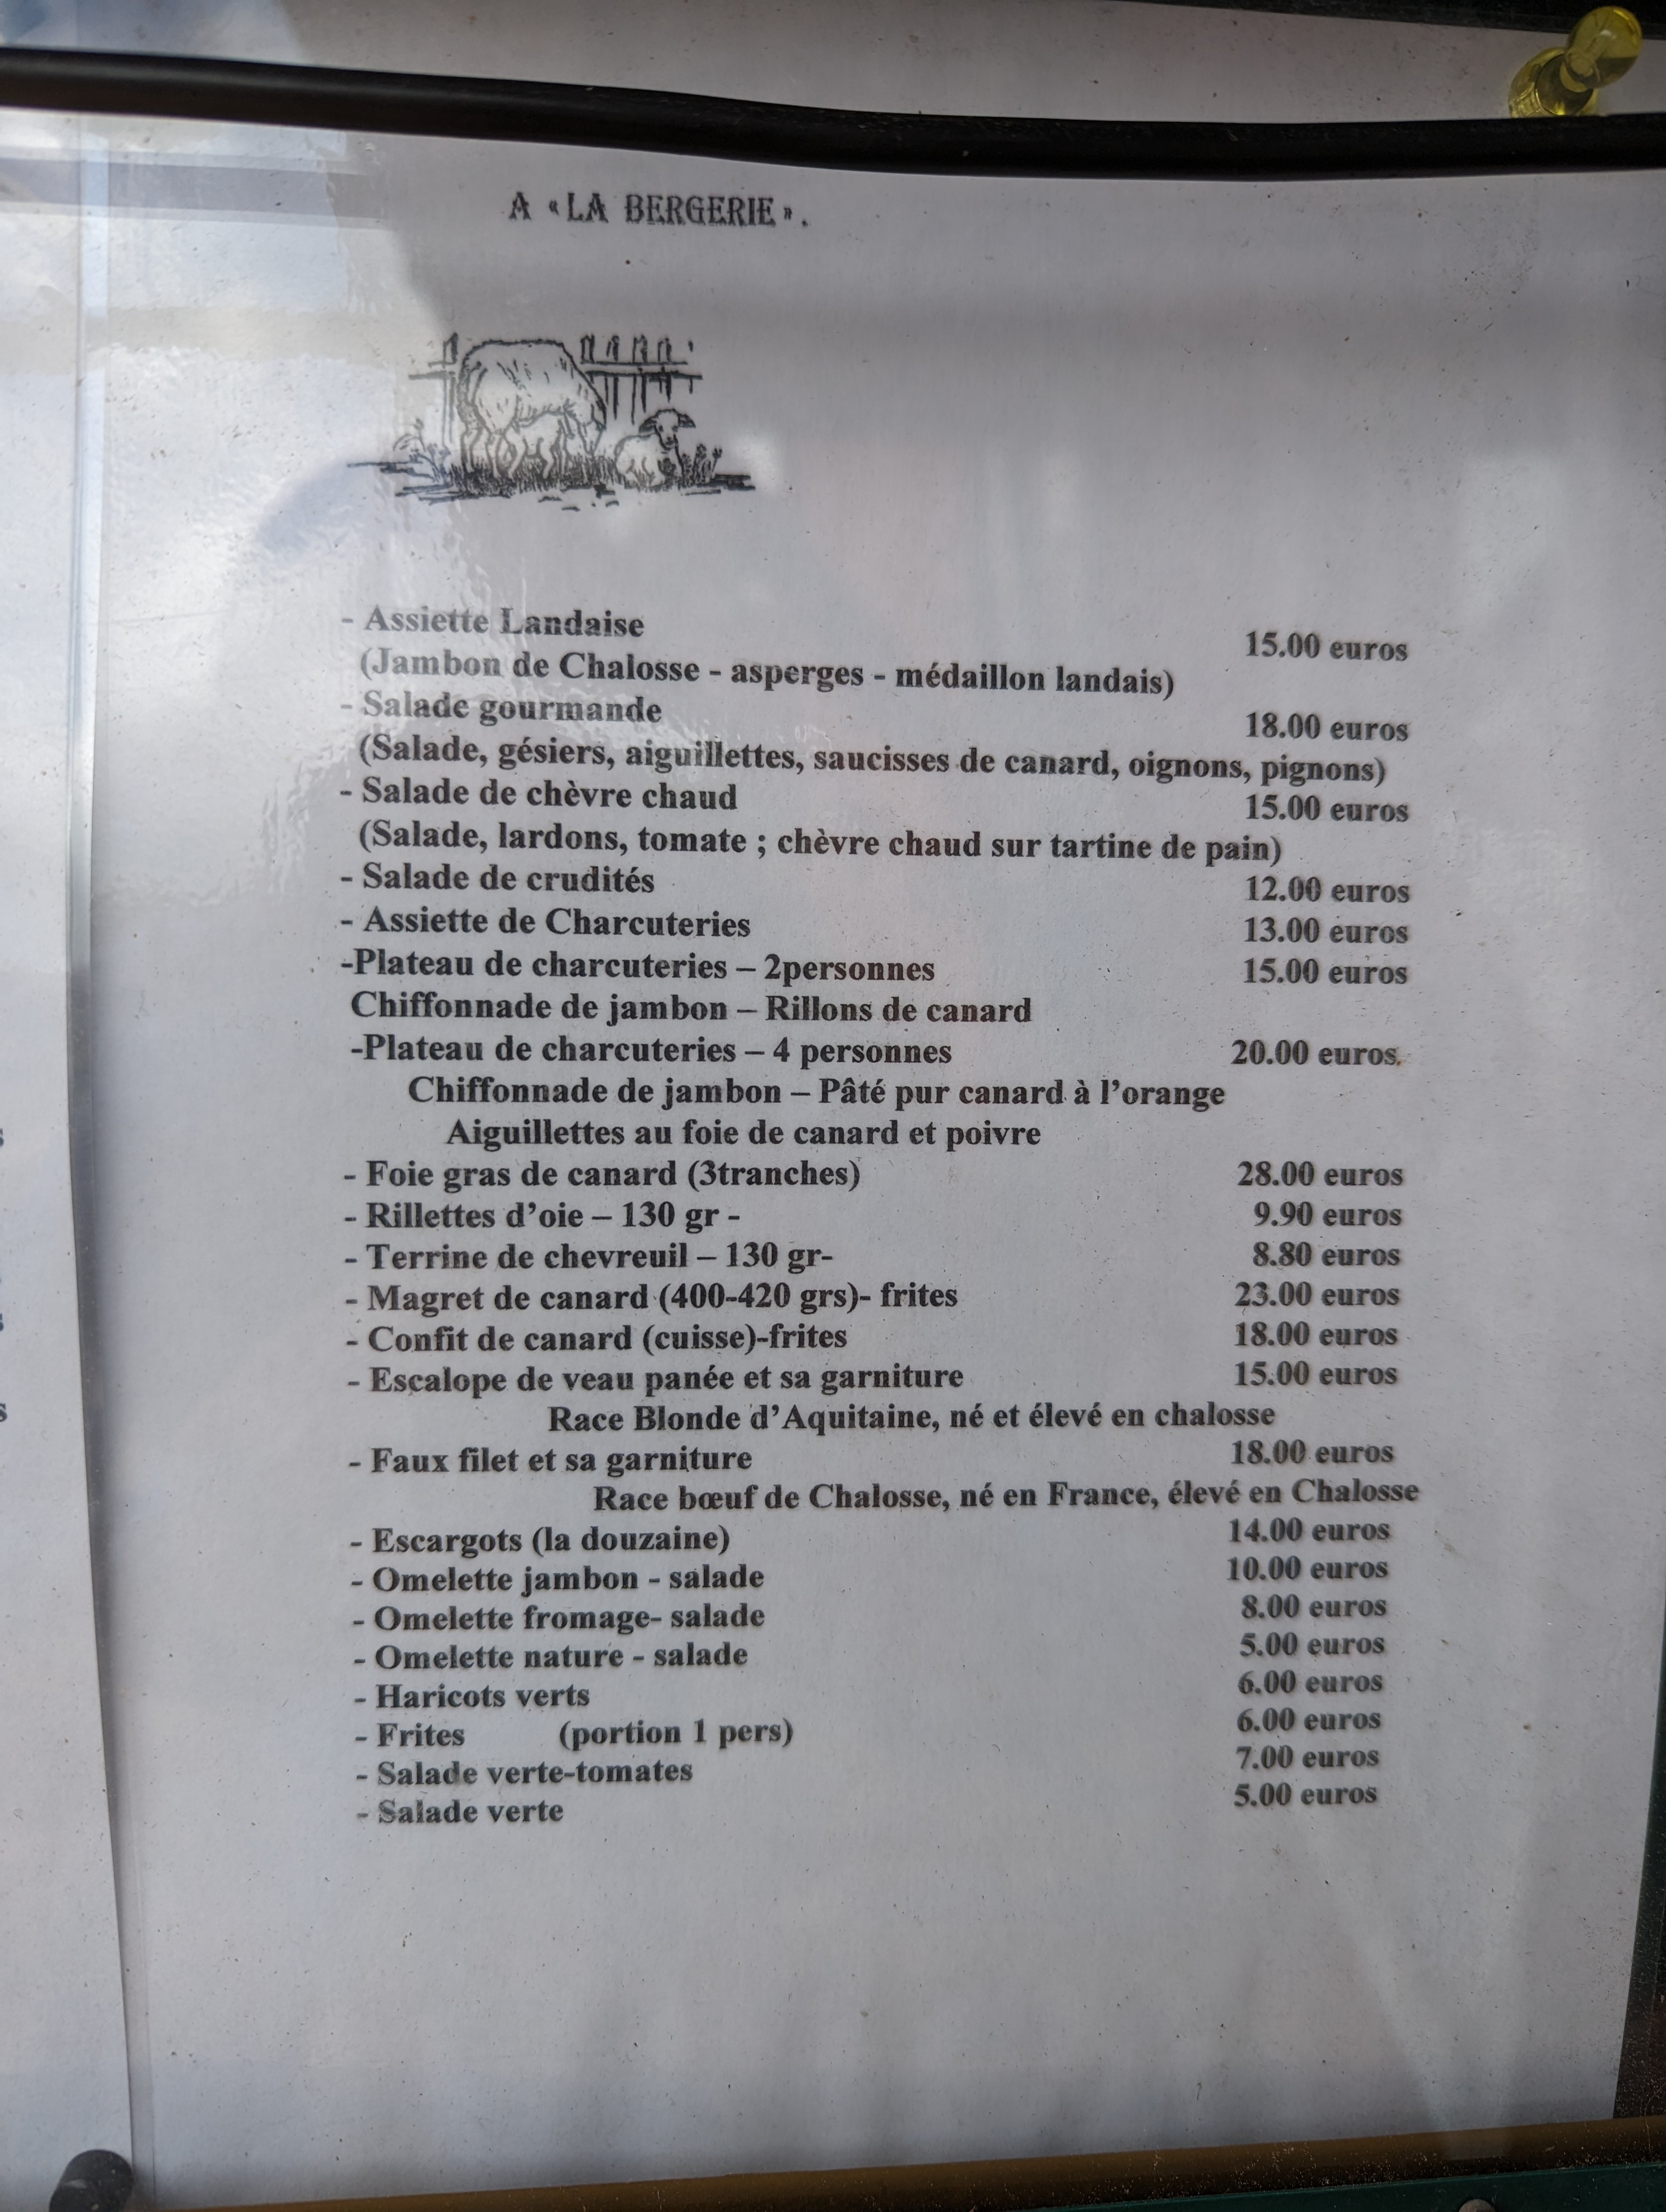 A « LA BERGERIE ».
- Assiette Landaise 15.00 euros
(Jambon de Chalosse - asperges - médaillon landais)
- Salade gourmande 18.00 euros
(Salade, gésiers, aiguillettes, saucisses de canard, oignons, pignons)
- Salade de chèvre chaud 15.00 euros
(Salade, lardons, tomate ; chèvre chaud sur tartine de pain)
- Salade de crudités 12.00 euros
- Assiette de Charcuteries 13.00 euros
-Plateau de charcuteries – 2personnes 15.00 euros
Chiffonnade de jambon – Rillons de canard
-Plateau de charcuteries – 4 personnes 20.00 euros.
Chiffonnade de jambon – Pâté pur canard à l’orange
Aiguillettes au foie de canard et poivre
- Foie gras de canard (3tranches) 28.00 euros
- Rillettes d’oie – 130 gr - 9.90 euros
- Terrine de chevreuil – 130 gr- 8.80 euros
- Magret de canard (400-420 grs)- frites 23.00 euros
- Confit de canard (cuisse)-frites 18.00 euros
- Escalope de veau panée et sa garniture 15.00 euros
Race Blonde d’Aquitaine, né et élevé en chalosse
- Faux filet et sa garniture 18.00 euros
Race bœuf de Chalosse, né en France, élevé en Chalosse
- Escargots (la douzaine) 14.00 euros
- Omelette jambon - salade 10.00 euros
- Omelette fromage- salade 8.00 euros
- Omelette nature - salade 5.00 euros
- Haricots verts 6.00 euros
- Frites (portion 1 pers) 6.00 euros
- Salade verte-tomates 7.00 euros
- Salade verte 5.00 euros